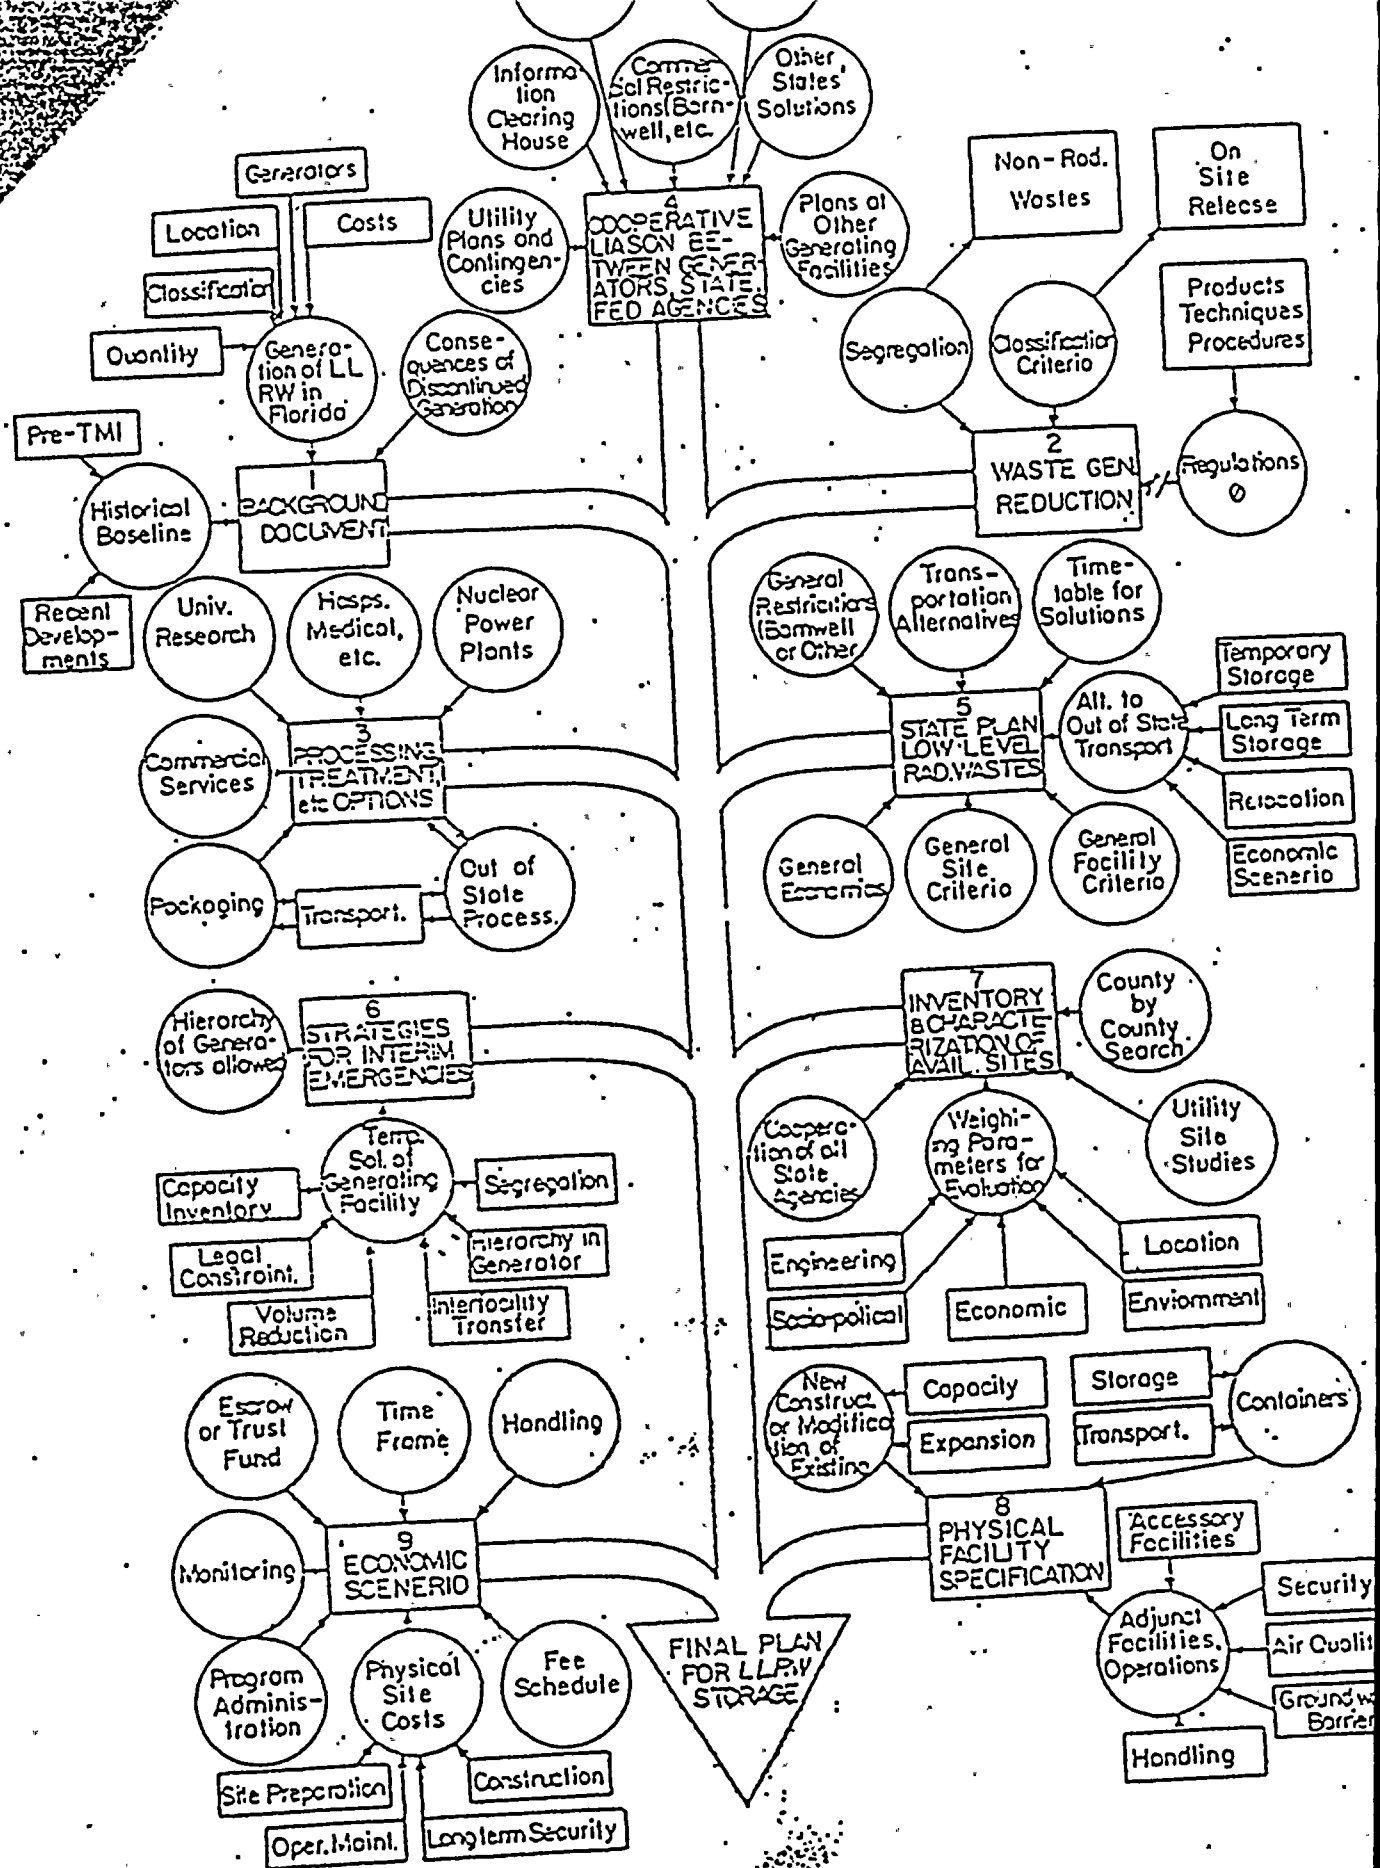 Informa-
tion
Clearing
House
Commer-
cial Restric-
tions (Barn-
well, etc.
Other
States'
Solutions
Utility
Plans and
Contingen-
cies
4
COOPERATIVE
LIASON BE-
TWEEN GENER-
ATORS, STATE,
FED AGENCIES
Plans at
Other
Generating
Facilities
Generators
Location
Costs
Classification
Quantity
Genera-
tion of LL
RW in
Florida
Conse-
quences of
Discontinued
Generation
Pre-TMI
Historical
Baseline
Recent
Develop-
ments
1
BACKGROUND
DOCUMENT
Non-Rad.
Wastes
On
Site
Release
Products
Techniques
Procedures
Segregation
Classification
Criteria
2
WASTE GEN.
REDUCTION
Regulations
Univ.
Research
Hosps.
Medical,
etc.
Nuclear
Power
Plants
Commercial
Services
3
PROCESSING,
TREATMENT,
etc OPTIONS
Packaging
Transport.
Out of
State
Process.
General
Restrictions
(Barnwell
or Other
Trans-
portation
Alternatives
Time-
table for
Solutions
5
STATE PLAN
LOW-LEVEL
RAD. WASTES
Alt. to
Out of State
Transport
Temporary
Storage
Long Term
Storage
Relocation
Economic
Scenerio
General
Economics
General
Site
Criteria
General
Facility
Criteria
Hierarchy
of Genera-
tors allowed
6
STRATEGIES
FOR INTERIM
EMERGENCIES
Temp.
Sol. of
Generating
Facility
Capacity
Inventory
Segregation
Legal
Constraint.
Hierarchy in
Generator
Volume
Reduction
Interfacility
Transfer
7
INVENTORY
& CHARACTE-
RIZATION OF
AVAIL. SITES
County
by
County
Search
Coopera-
tion of all
State
Agencies
Weighi-
ng Para-
meters for
Evaluation
Utility
Site
Studies
Engineering
Location
Socio-political
Economic
Enviornment
Escrow
or Trust
Fund
Time
Frame
Handling
Monitoring
9
ECONOMIC
SCENERIO
Program
Adminis-
tration
Physical
Site
Costs
Fee
Schedule
Site Preparation
Construction
Oper. Maint.
Longterm Security
New
Construct.
or Modifica
tion of
Existing
Capacity
Expansion
Storage
Transport.
Containers
8
PHYSICAL
FACILITY
SPECIFICATION
Accessory
Facilities
Adjunct
Facilities,
Operations
Security
Air Qualit
Ground w
Barrier
Handling
FINAL PLAN
FOR LLRW
STORAGE